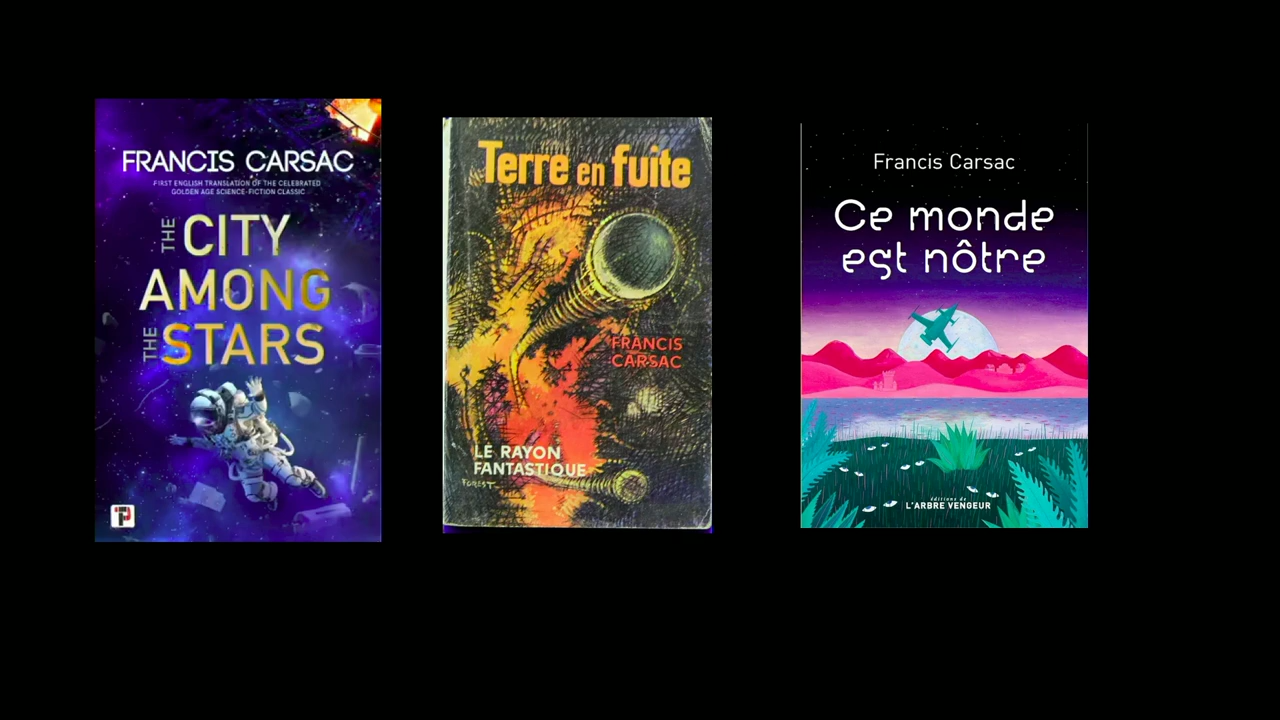 FRANCIS CARSAC
FIRST ENGLISH TRANSLATION OF THE CELEBRATED
GOLDEN AGE SCIENCE-FICTION CLASSIC
THE CITY
AMONG
THE STARS
Terre en fuite
FRANCIS
CARSAC
LE RAYON
FANTASTIQUE
FOREST
Francis Carsac
Ce monde
est nôtre
éditions de
L'ARBRE VENGEUR